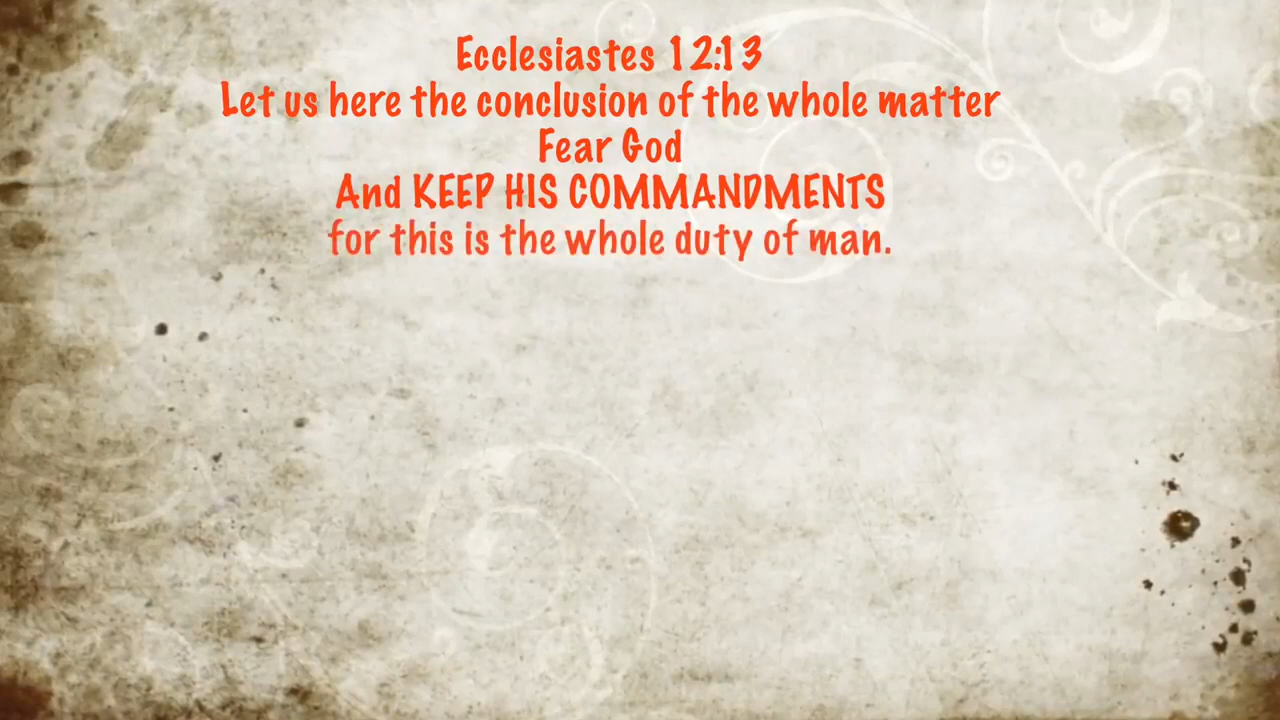 Ecclesiastes 12:13
Let us here the conclusion of the whole matter
Fear God
And KEEP HIS COMMANDMENTS
for this is the whole duty of man.